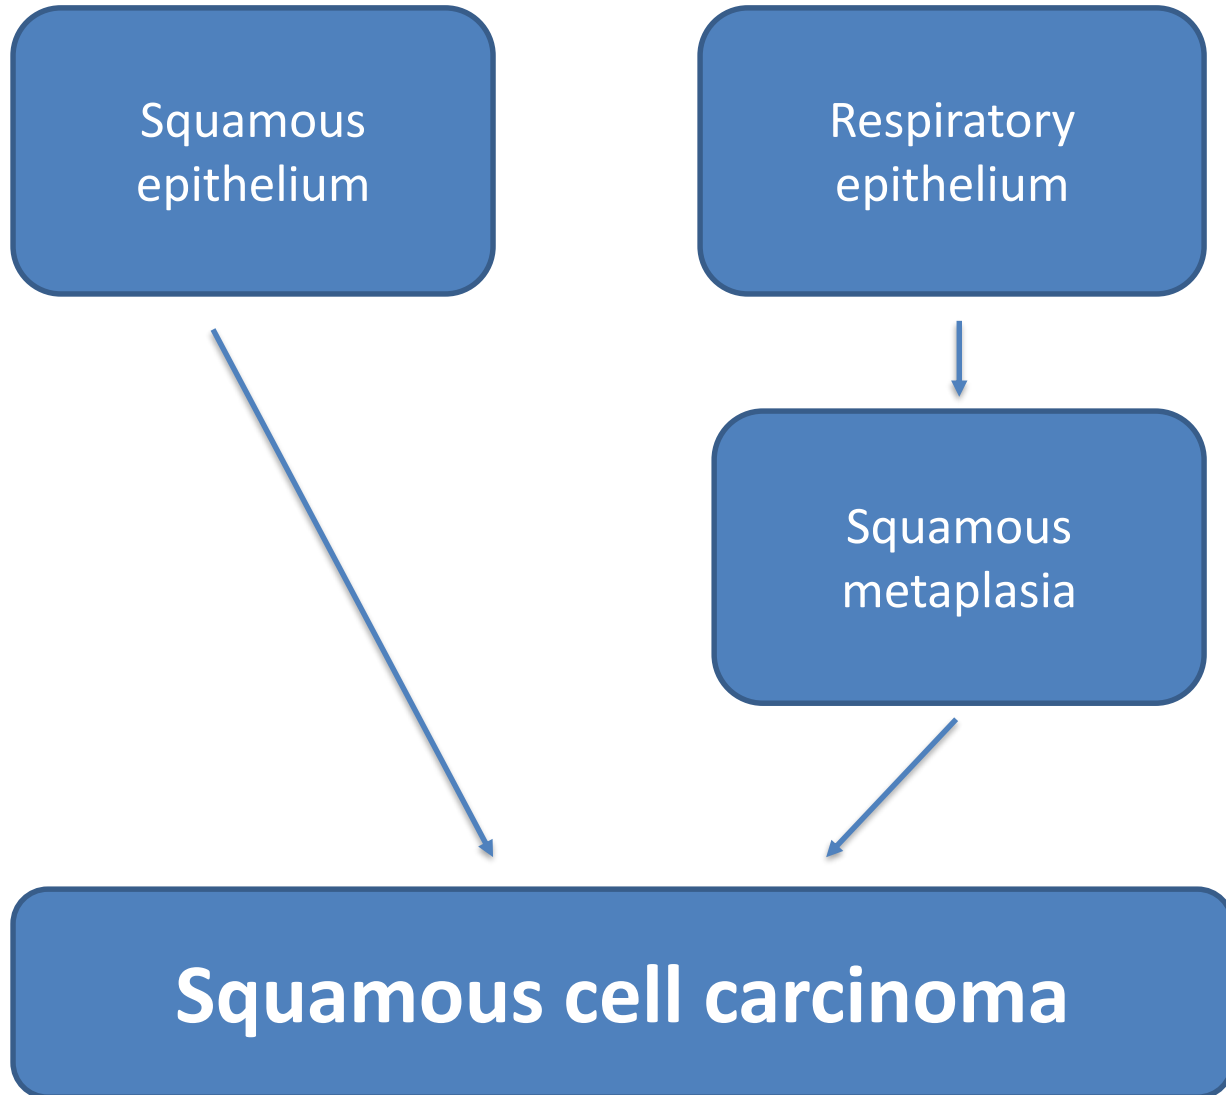 Squamous
epithelium
Respiratory
epithelium
Squamous
metaplasia
Squamous cell carcinoma